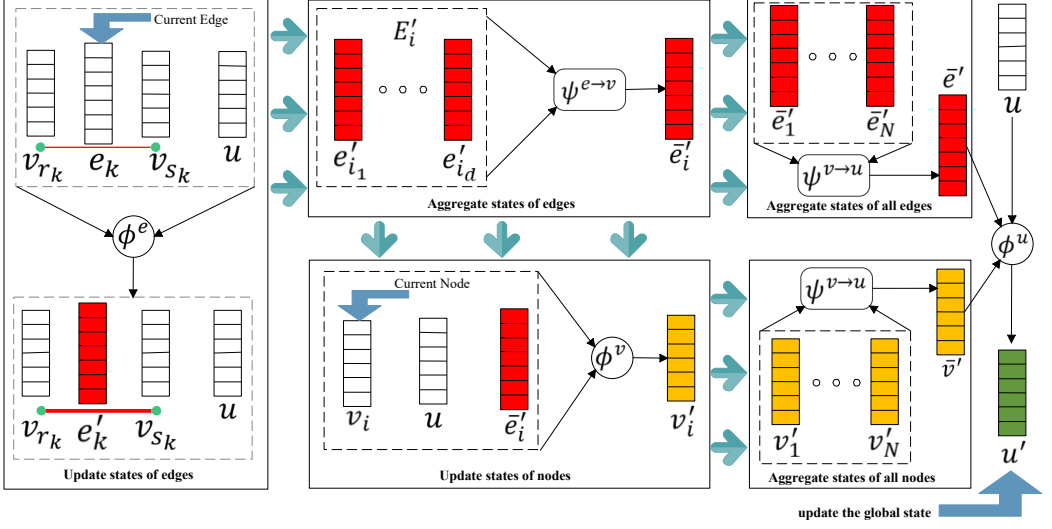 Current Edge
v_{r_k} e_k v_{s_k} u
ϕ^e
v_{r_k} e'_k v_{s_k} u
Update states of edges
E'_i
e'_{i_1} e'_{i_d}
ψ^{e→v}
ē'_i
Aggregate states of edges
ē'_1 ē'_N
ψ^{v→u}
ē'
Aggregate states of all edges
Current Node
v_i u ē'_i
ϕ^v
v'_i
Update states of nodes
ψ^{v→u}
v'_1 v'_N
v̄'
Aggregate states of all nodes
u
ϕ^u
u'
update the global state